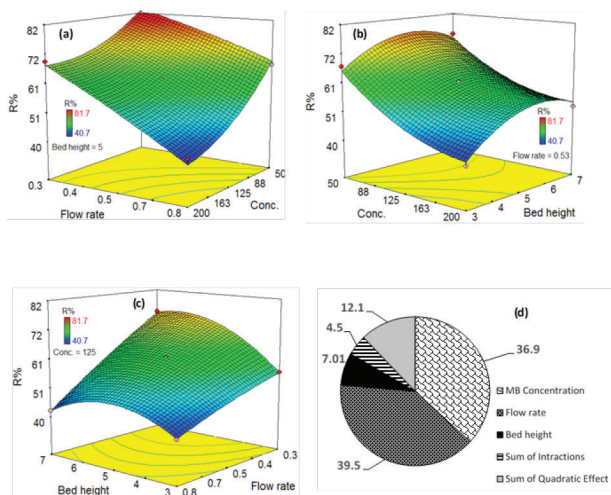 (a)
82
72
61
51
40
R%
R%
81.7
40.7
Bed height = 5
0.3
0.4
0.5
0.7
0.8
Flow rate
200
163
125
88
50
Conc.
(b)
82
72
61
51
40
R%
R%
81.7
40.7
Flow rate = 0.53
50
88
125
163
200
Conc.
3
4
5
6
7
Bed height
(c)
82
72
61
51
40
R%
R%
81.7
40.7
Conc. = 125
7
6
5
4
3
Bed height
0.8
0.7
0.5
0.4
0.3
Flow rate
(d)
12.1
4.5
7.01
36.9
39.5
MB Concentration
Flow rate
Bed height
Sum of Intractions
Sum of Quadratic Effect